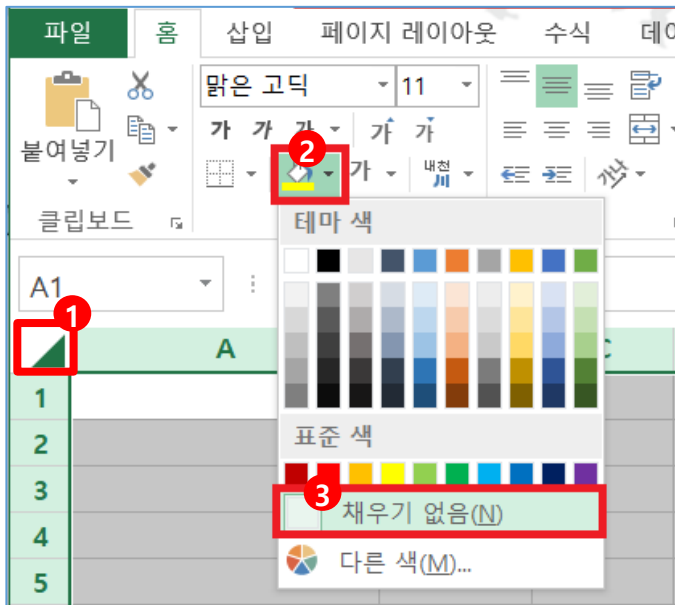 파일 홈 삽입 페이지 레이아웃 수식 데이
맑은 고딕 11
가 가 가 가 가
붙여넣기
2
가 내천 川
클립보드
테마 색
A1
1
A C
1
2
표준 색
3
3
채우기 없음(N)
4
다른 색(M)...
5